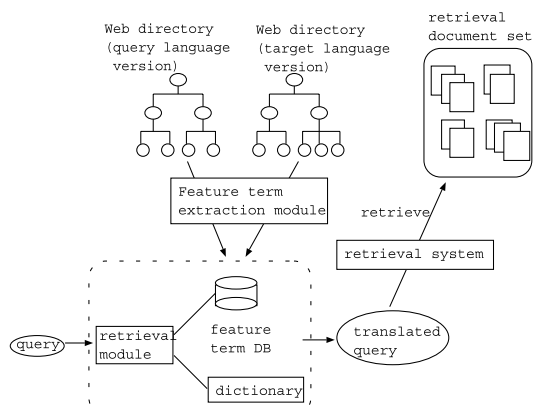 Web directory
(query language
version)
Web directory
(target language
version)
retrieval
document set
Feature term
extraction module
retrieve
retrieval system
query
retrieval
module
feature
term DB
dictionary
translated
query